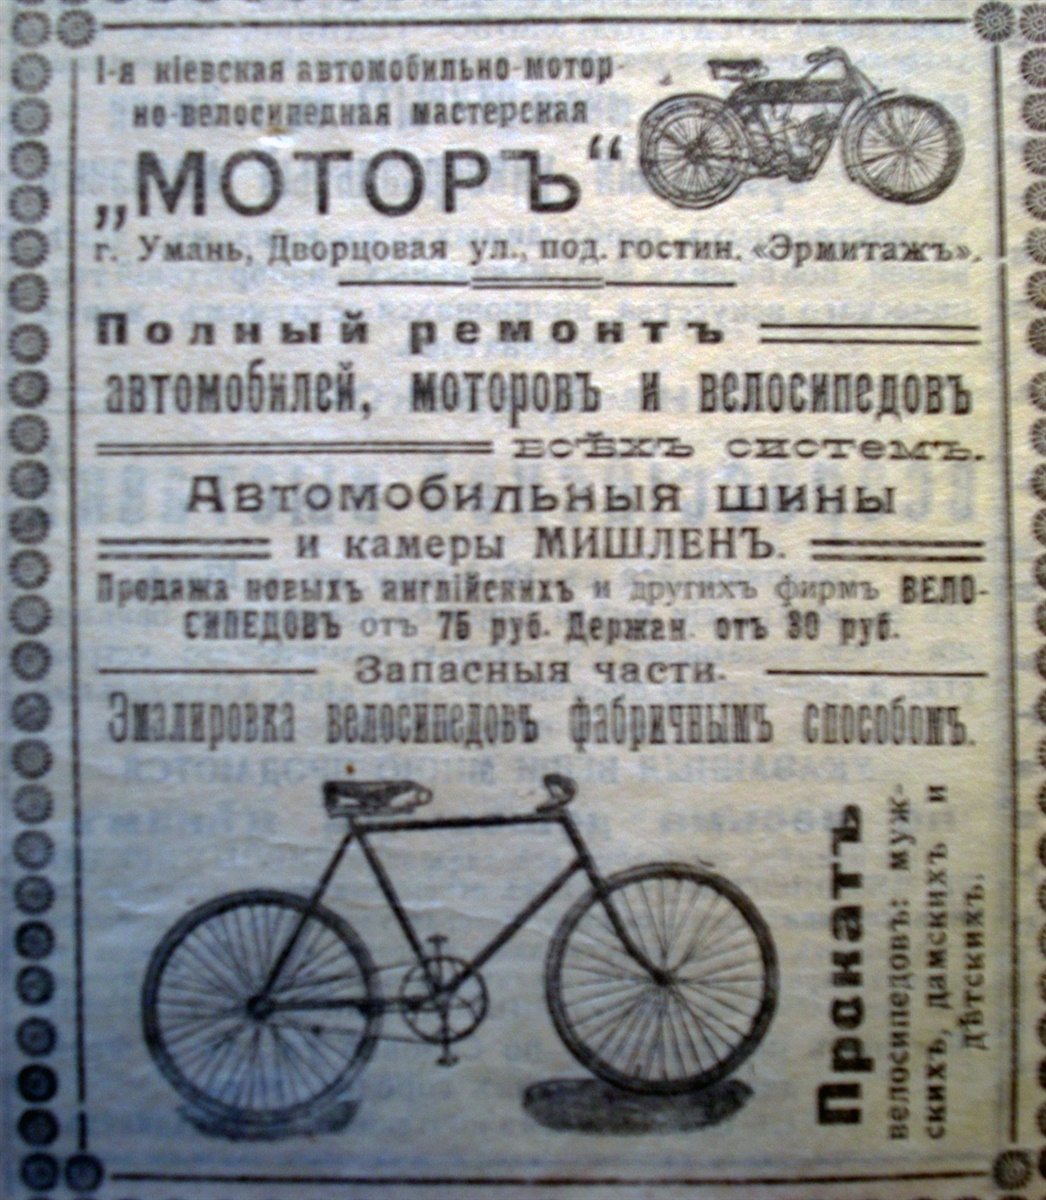 I-я кіевская автомобильно-мотор-
но-велосипедная мастерская
„МОТОРЪ“
г. Умань, Дворцовая ул., под. гостин. «Эрмитажъ».
Полный ремонтъ
автомобилей, моторовъ и велосипедовъ
всѣхъ системъ.
Автомобильныя шины
и камеры МИШЛЕНЪ.
Продажа новыхъ англійскихъ и другихъ фирмъ ВЕЛО-
СИПЕДОВЪ отъ 75 руб. Держан. отъ 30 руб.
Запасныя части.
Эмалировка велосипедовъ фабричнымъ способомъ.
Прокатъ
велосипедовъ: муж-
скихъ, дамскихъ и
дѣтскихъ.